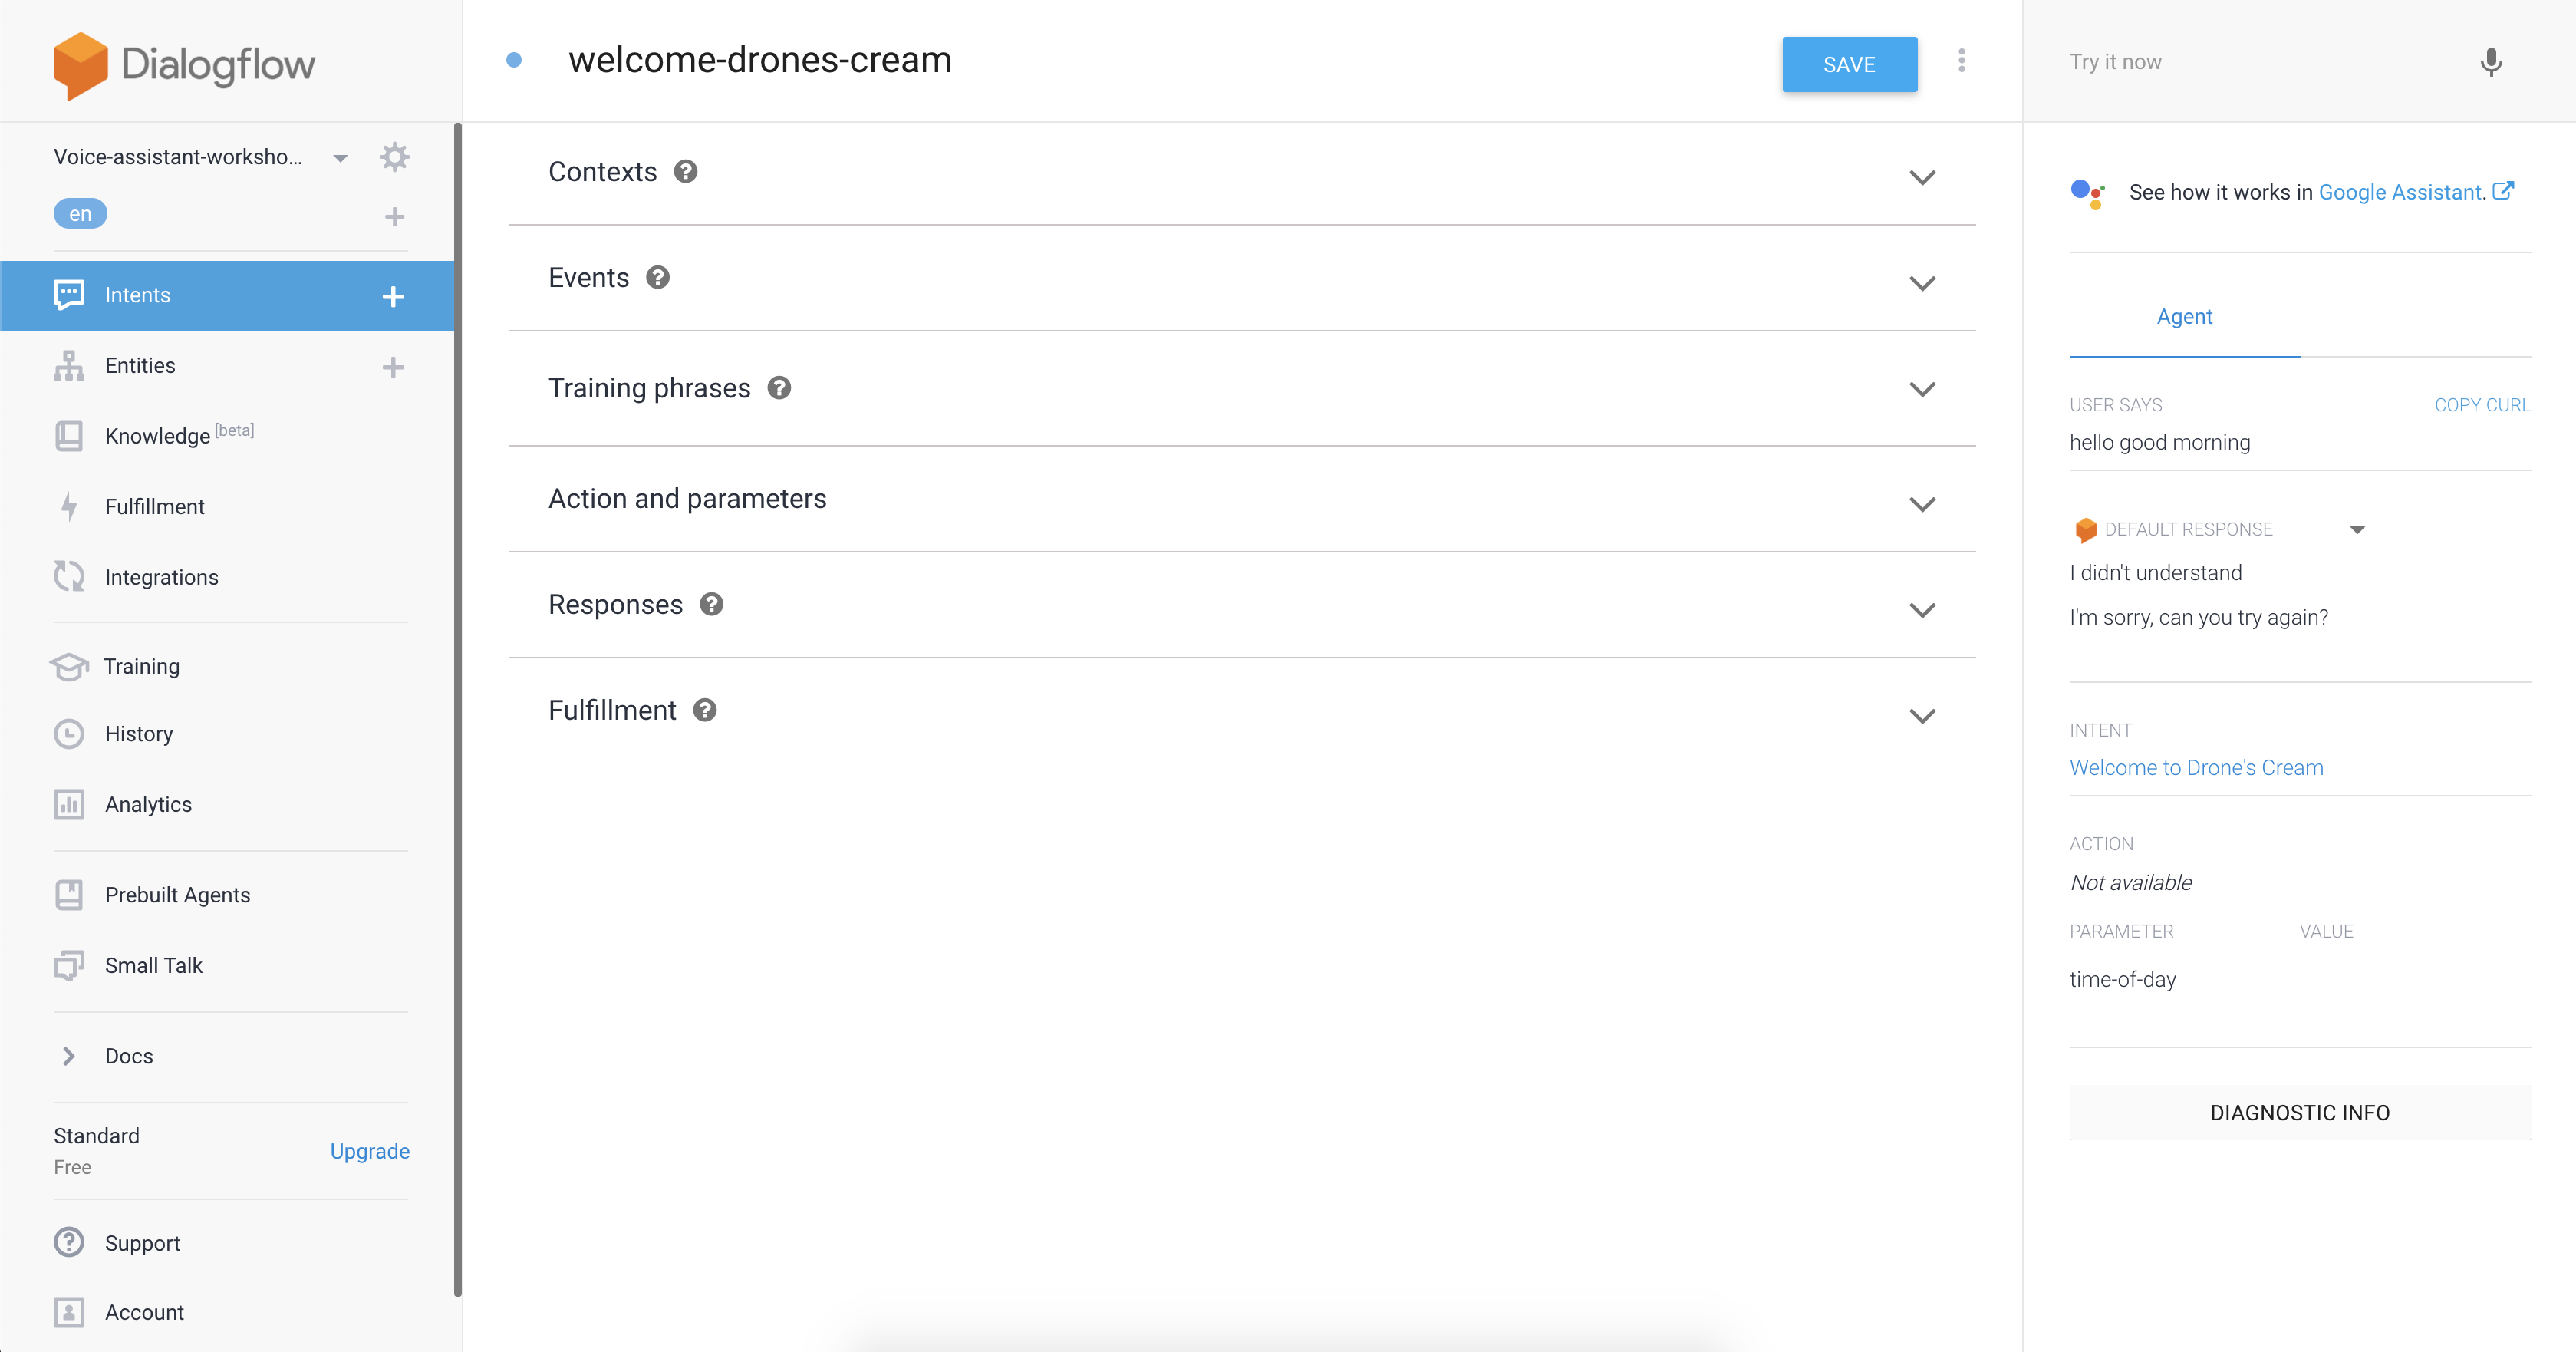 Dialogflow
Voice-assistant-worksho...
en
Intents
Entities
Knowledge [beta]
Fulfillment
Integrations
Training
History
Analytics
Prebuilt Agents
Small Talk
Docs
Standard
Free
Upgrade
Support
Account
welcome-drones-cream
SAVE
Contexts
Events
Training phrases
Action and parameters
Responses
Fulfillment
Try it now
See how it works in Google Assistant.
Agent
USER SAYS COPY CURL
hello good morning
DEFAULT RESPONSE
I didn't understand
I'm sorry, can you try again?
INTENT
Welcome to Drone's Cream
ACTION
Not available
PARAMETER VALUE
time-of-day
DIAGNOSTIC INFO